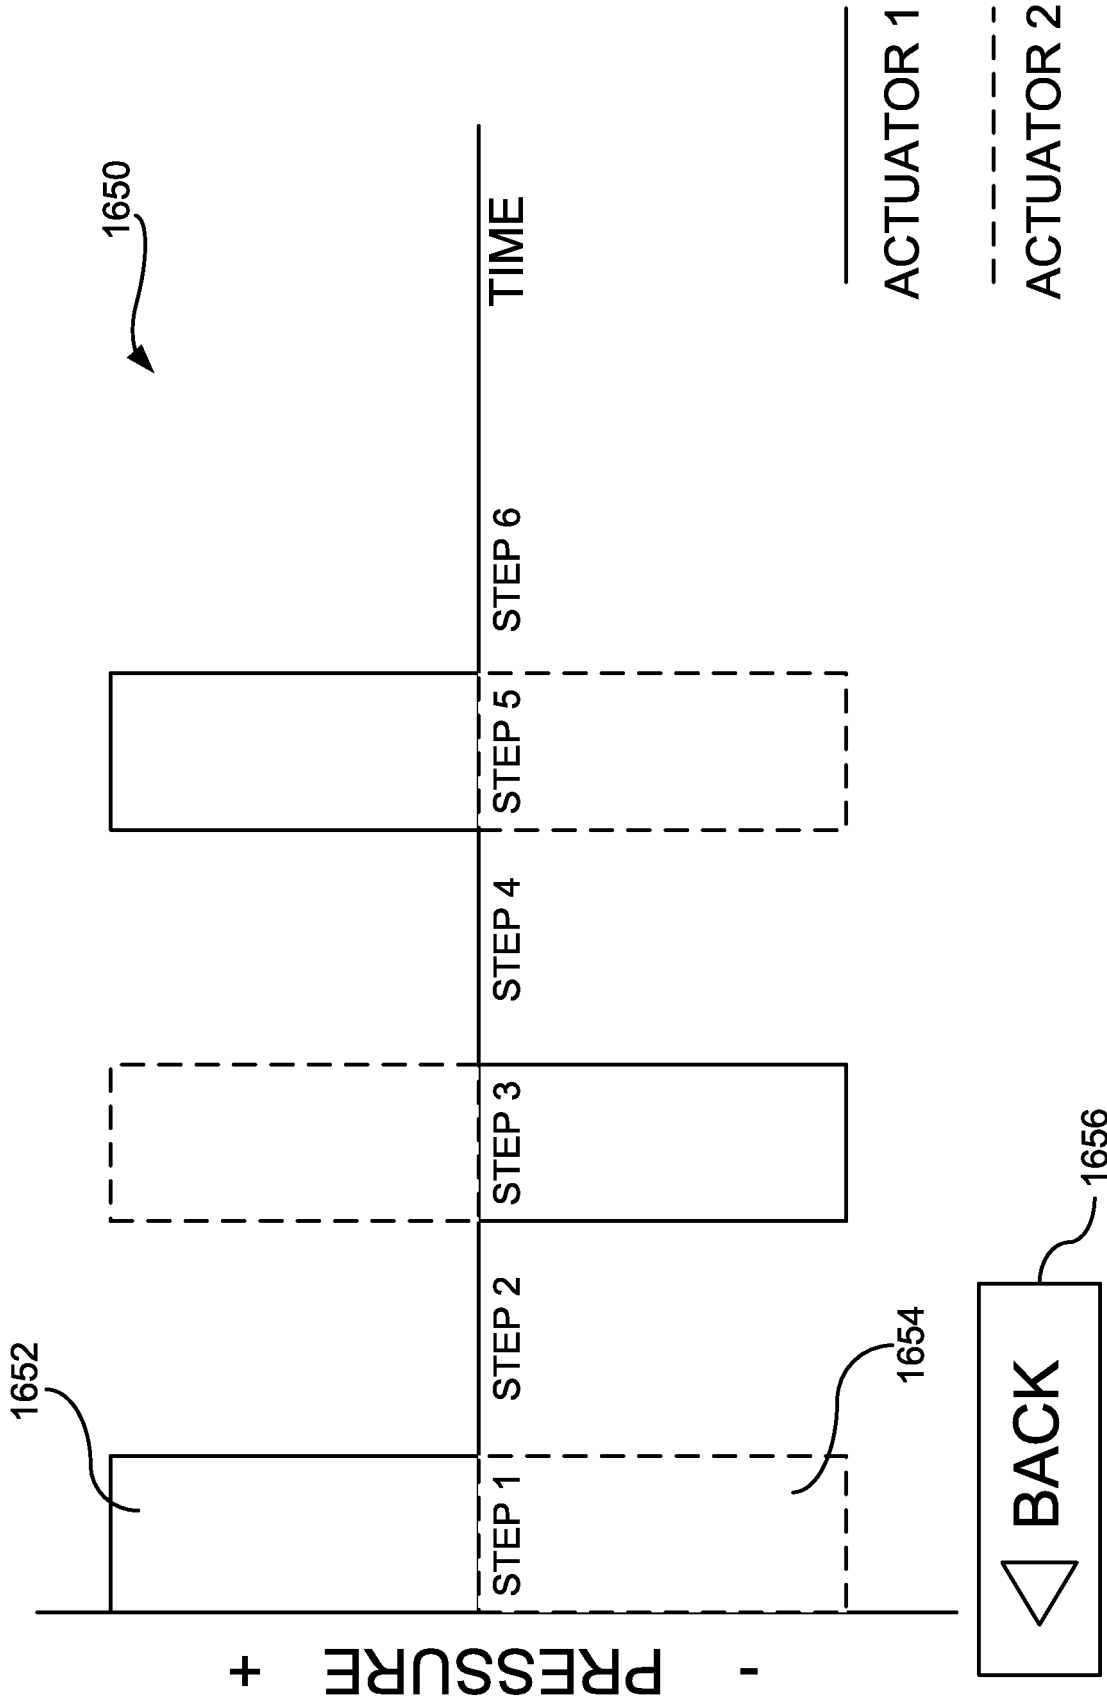 1650
1652
- PRESSURE +
STEP 1
STEP 2
STEP 3
STEP 4
STEP 5
STEP 6
TIME
1654
ACTUATOR 1
ACTUATOR 2
BACK
1656